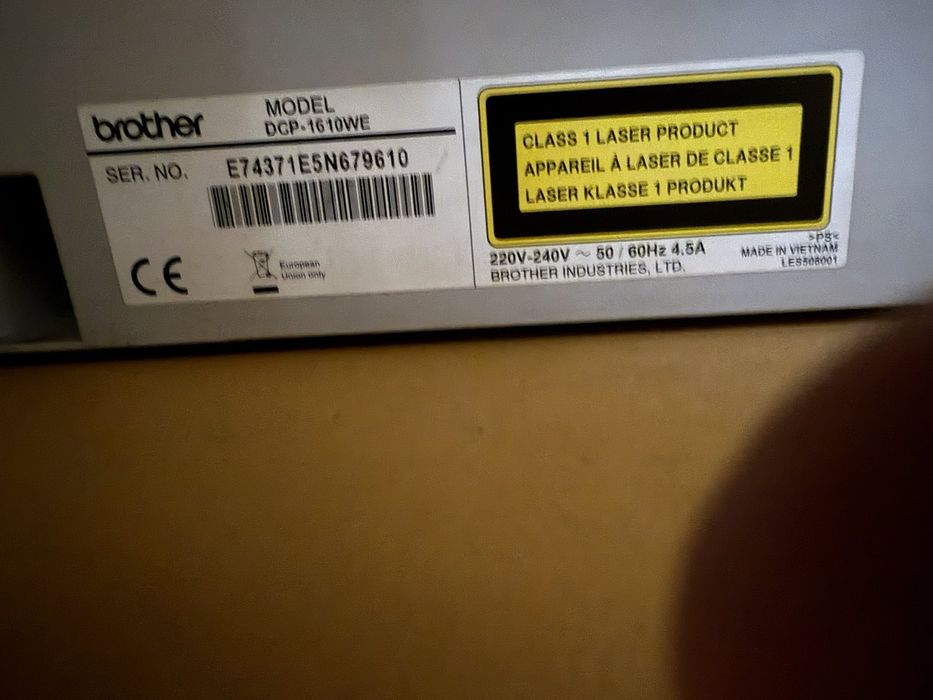 brother
MODEL
DCP-1610WE
SER. NO.
E74371E5N679610
CE
European
Union only
CLASS 1 LASER PRODUCT
APPAREIL À LASER DE CLASSE 1
LASER KLASSE 1 PRODUKT
220V-240V ~ 50 / 60Hz 4.5A
BROTHER INDUSTRIES, LTD.
>PS<
MADE IN VIETNAM
LES508001